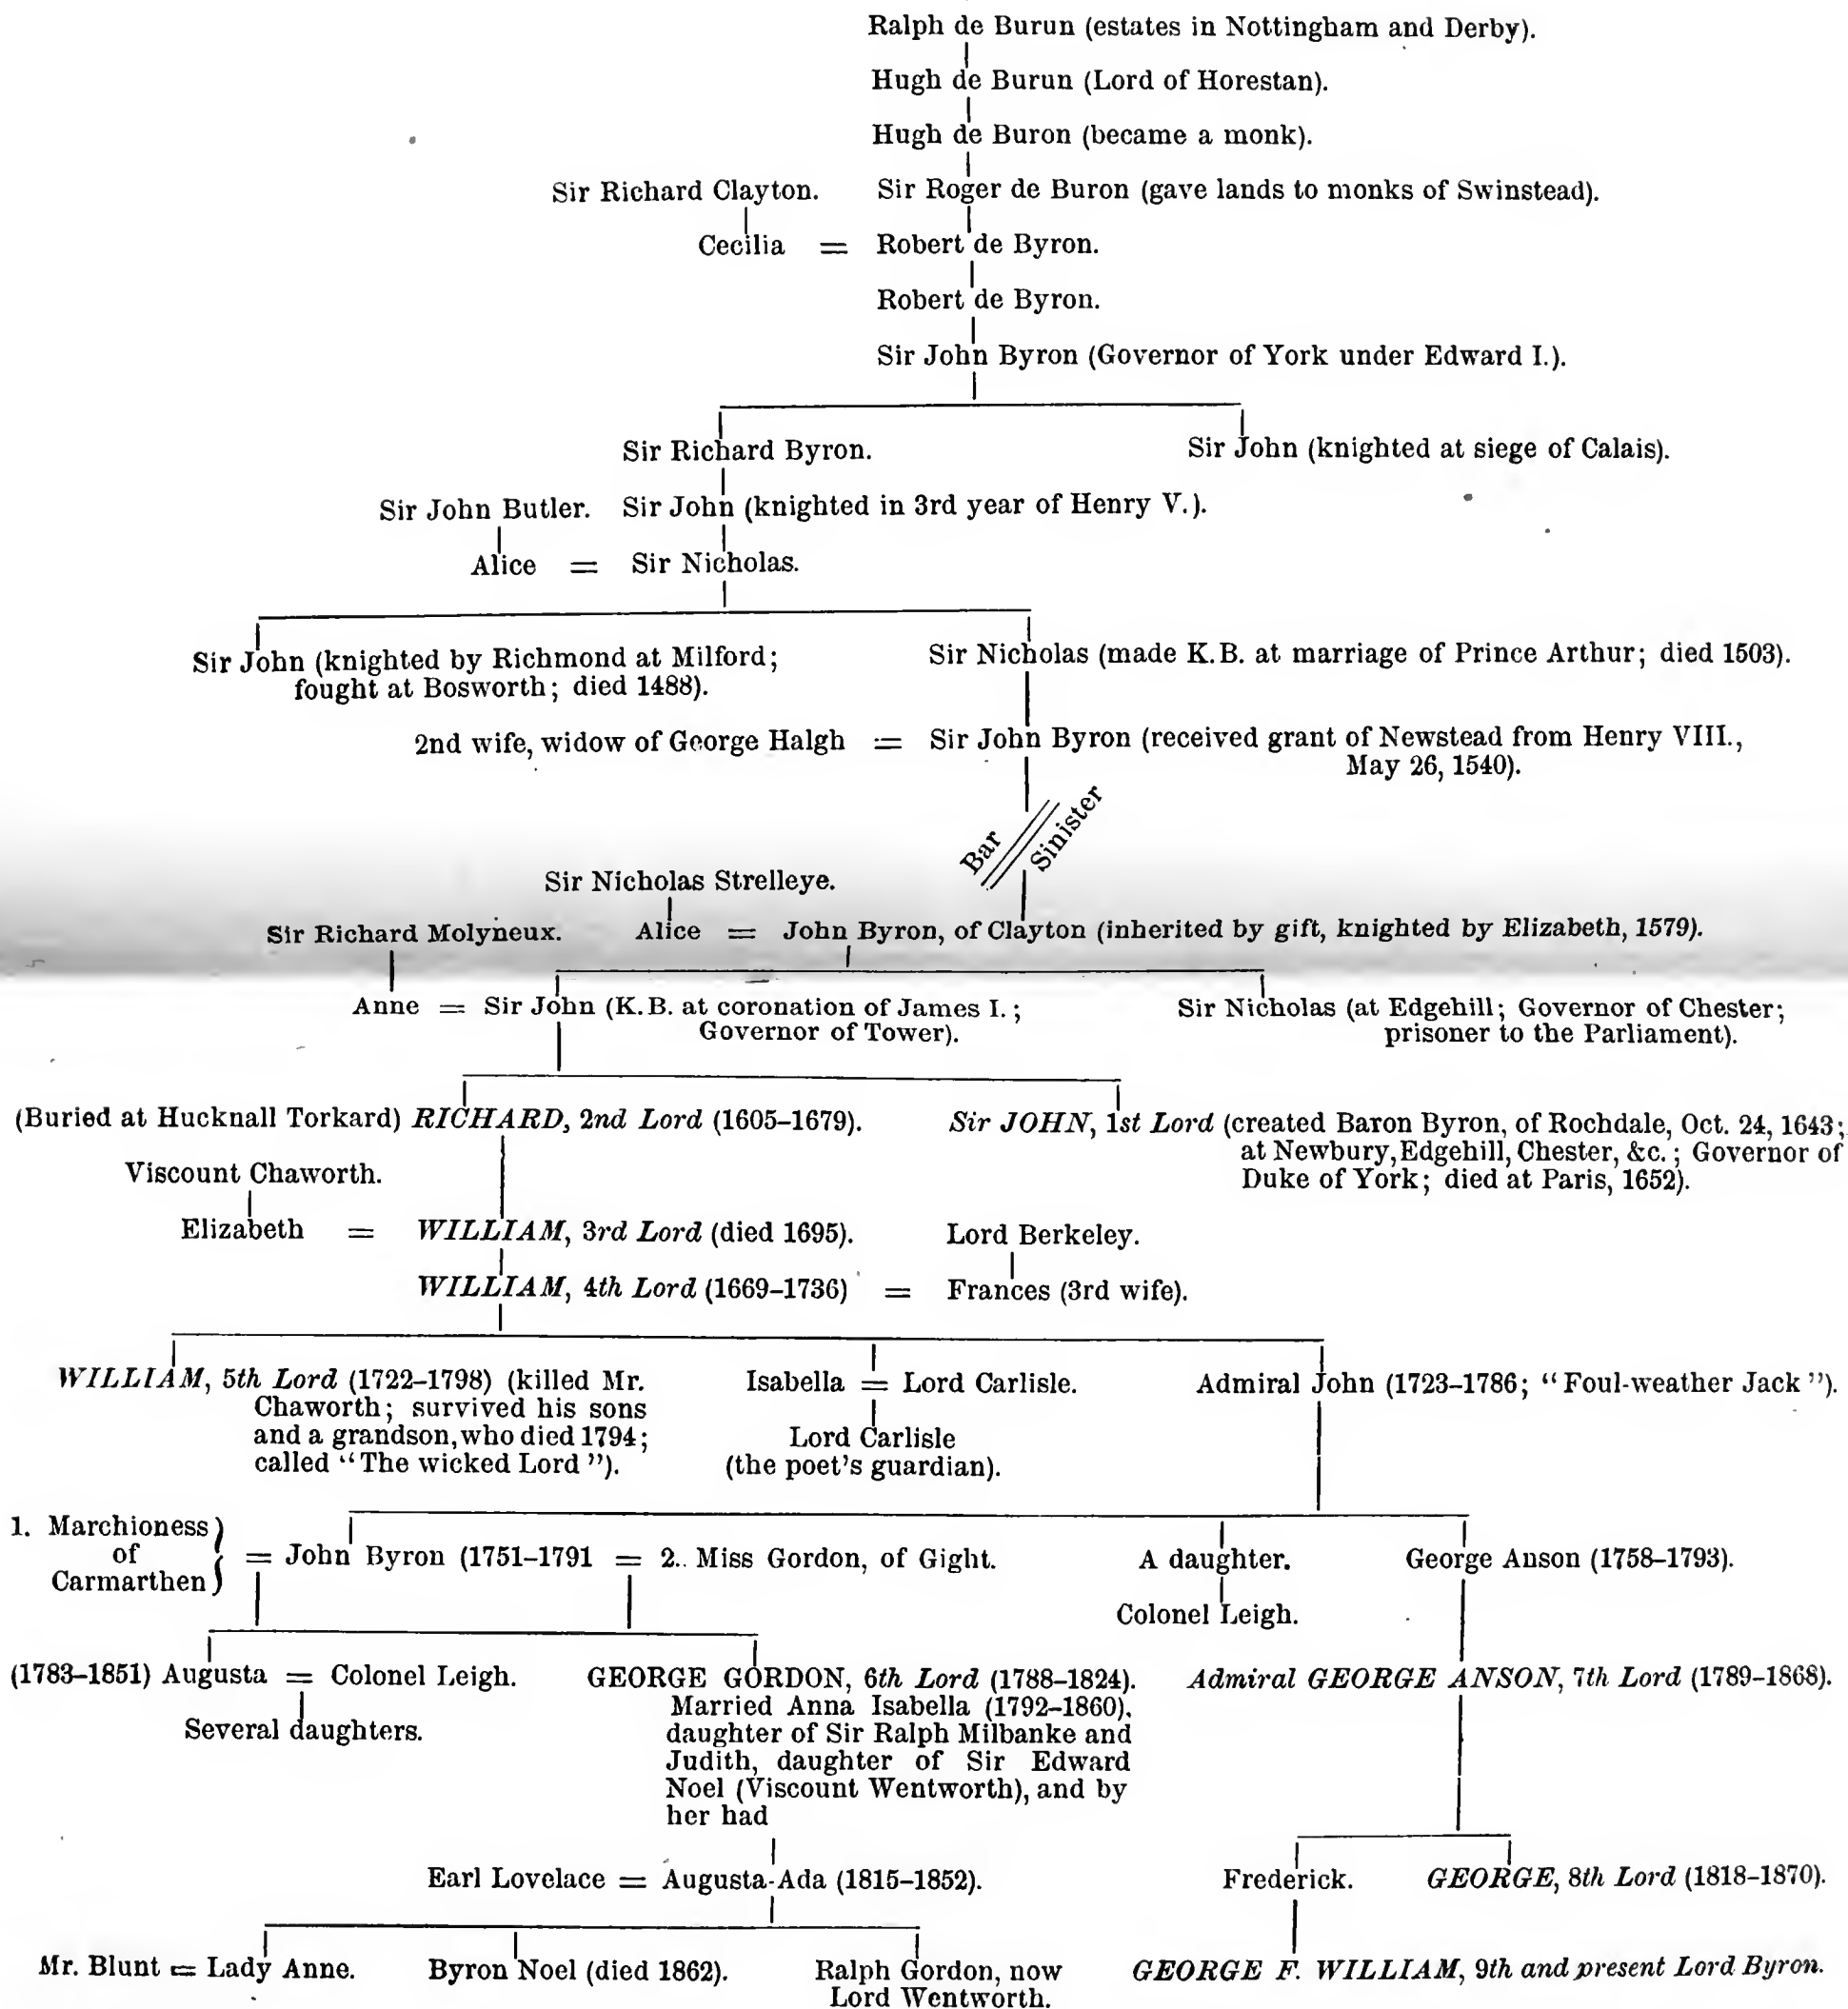 Ralph de Burun (estates in Nottingham and Derby).
Hugh de Burun (Lord of Horestan).
Hugh de Buron (became a monk).
Sir Richard Clayton. Sir Roger de Buron (gave lands to monks of Swinstead).
Cecilia = Robert de Byron.
Robert de Byron.
Sir John Byron (Governor of York under Edward I.).
Sir Richard Byron. Sir John (knighted at siege of Calais).
Sir John Butler. Sir John (knighted in 3rd year of Henry V.).
Alice = Sir Nicholas.
Sir John (knighted by Richmond at Milford;
fought at Bosworth; died 1488).
Sir Nicholas (made K.B. at marriage of Prince Arthur; died 1503).
2nd wife, widow of George Halgh = Sir John Byron (received grant of Newstead from Henry VIII.,
May 26, 1540).
Bar Sinister
Sir Nicholas Strelleye.
Sir Richard Molyneux. Alice = John Byron, of Clayton (inherited by gift, knighted by Elizabeth, 1579).
Anne = Sir John (K.B. at coronation of James I.;
Governor of Tower).
Sir Nicholas (at Edgehill; Governor of Chester;
prisoner to the Parliament).
(Buried at Hucknall Torkard) RICHARD, 2nd Lord (1605–1679).
Sir JOHN, 1st Lord (created Baron Byron, of Rochdale, Oct. 24, 1643;
at Newbury, Edgehill, Chester, &c.; Governor of
Duke of York; died at Paris, 1652).
Viscount Chaworth.
Elizabeth = WILLIAM, 3rd Lord (died 1695). Lord Berkeley.
WILLIAM, 4th Lord (1669–1736) = Frances (3rd wife).
WILLIAM, 5th Lord (1722–1798) (killed Mr.
Chaworth; survived his sons
and a grandson, who died 1794;
called "The wicked Lord").
Isabella = Lord Carlisle.
Lord Carlisle
(the poet's guardian).
Admiral John (1723–1786; "Foul-weather Jack").
1. Marchioness
of
Carmarthen
= John Byron (1751–1791 = 2. Miss Gordon, of Gight. A daughter. George Anson (1758–1793).
Colonel Leigh.
(1783–1851) Augusta = Colonel Leigh.
Several daughters.
GEORGE GORDON, 6th Lord (1788–1824).
Married Anna Isabella (1792–1860),
daughter of Sir Ralph Milbanke and
Judith, daughter of Sir Edward
Noel (Viscount Wentworth), and by
her had
Admiral GEORGE ANSON, 7th Lord (1789–1868).
Earl Lovelace = Augusta-Ada (1815–1852). Frederick. GEORGE, 8th Lord (1818–1870).
Mr. Blunt = Lady Anne. Byron Noel (died 1862). Ralph Gordon, now
Lord Wentworth.
GEORGE F. WILLIAM, 9th and present Lord Byron.